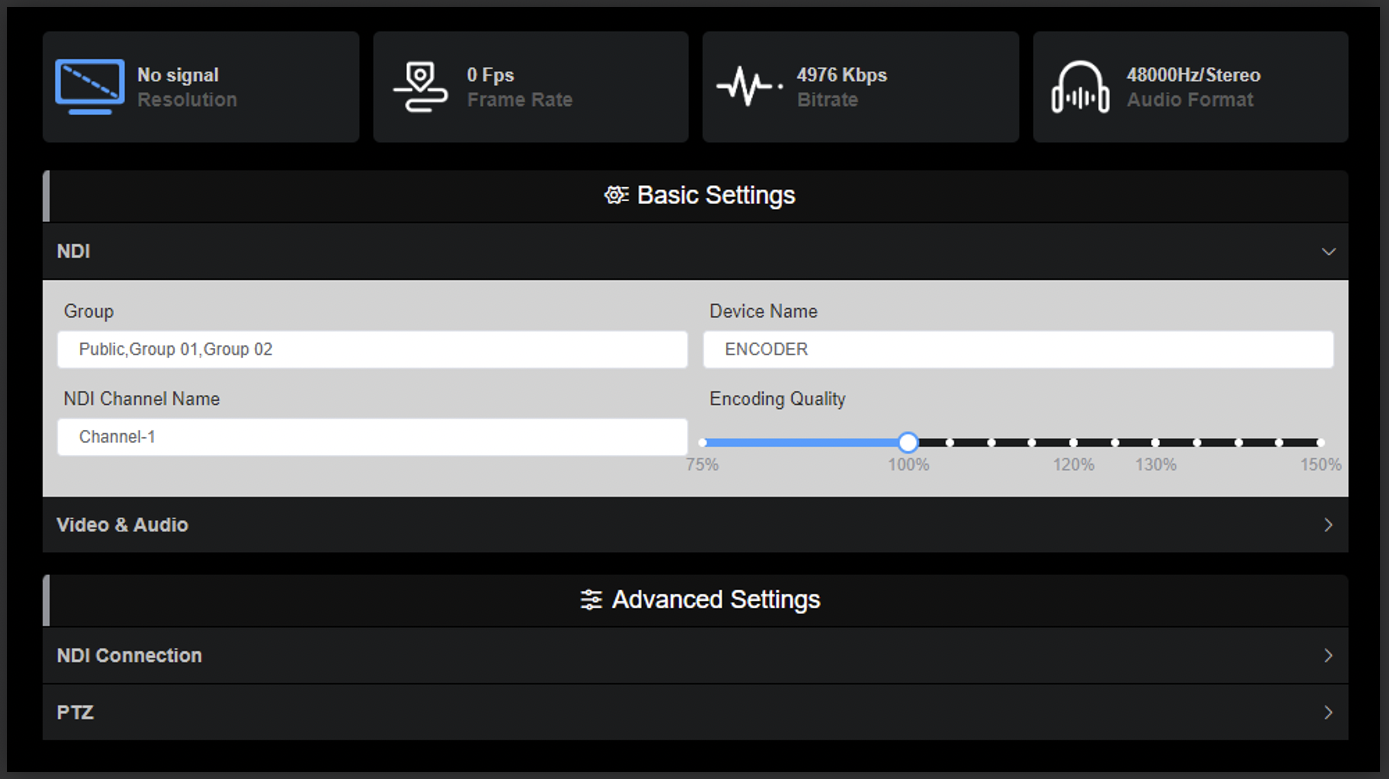 No signal
Resolution
0 Fps
Frame Rate
4976 Kbps
Bitrate
48000Hz/Stereo
Audio Format
Basic Settings
NDI
Group
Device Name
Public,Group 01,Group 02
ENCODER
NDI Channel Name
Encoding Quality
Channel-1
75% 100% 120% 130% 150%
Video & Audio
Advanced Settings
NDI Connection
PTZ